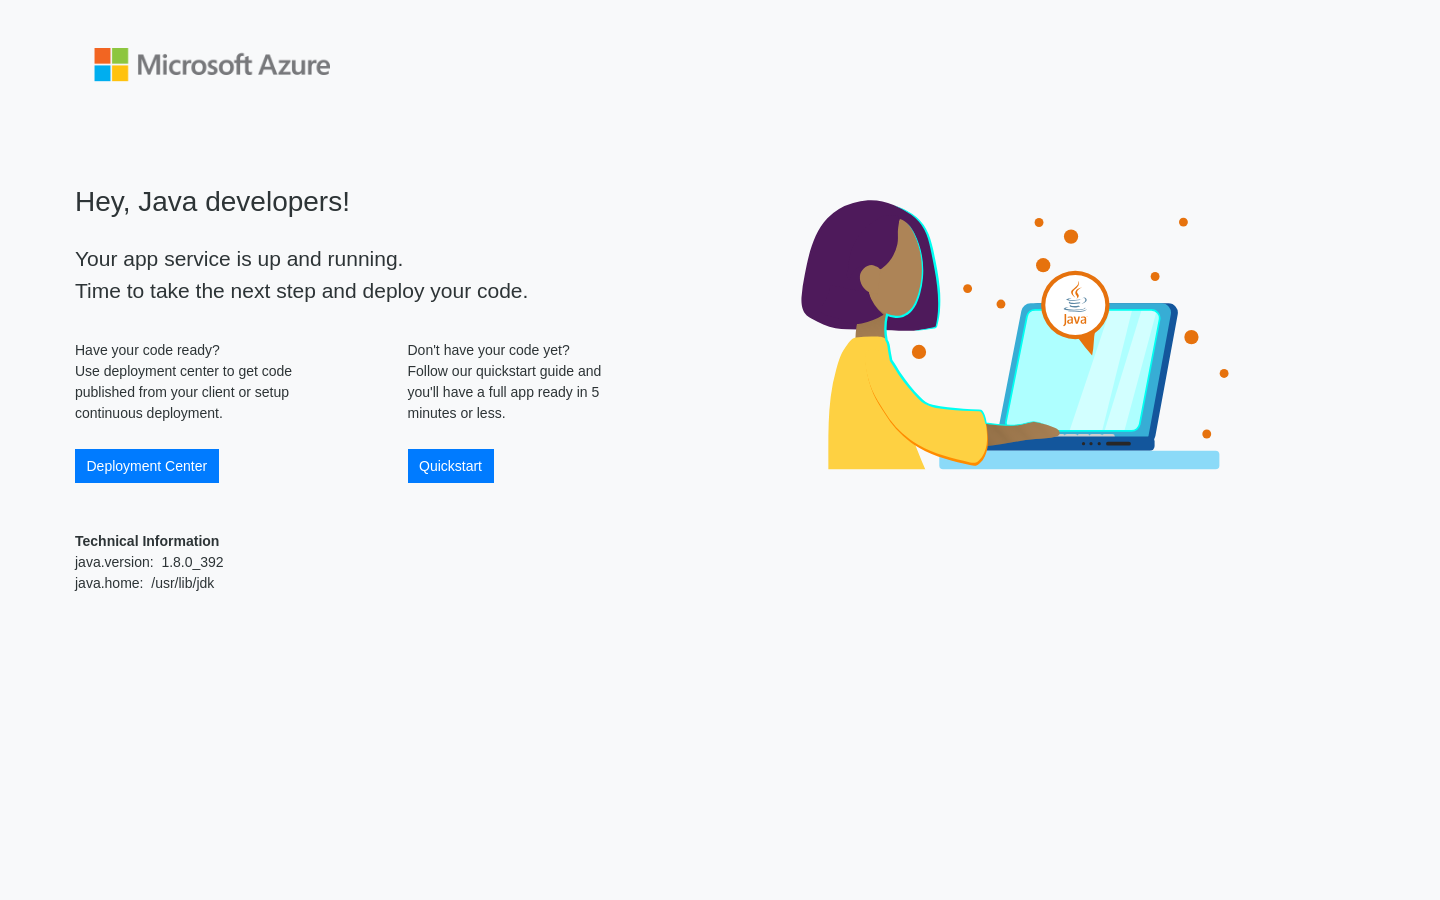 Microsoft Azure
Hey, Java developers!
Your app service is up and running.
Time to take the next step and deploy your code.
Have your code ready?
Use deployment center to get code
published from your client or setup
continuous deployment.
Deployment Center
Don't have your code yet?
Follow our quickstart guide and
you'll have a full app ready in 5
minutes or less.
Quickstart
Technical Information
java.version: 1.8.0_392
java.home: /usr/lib/jdk
Java